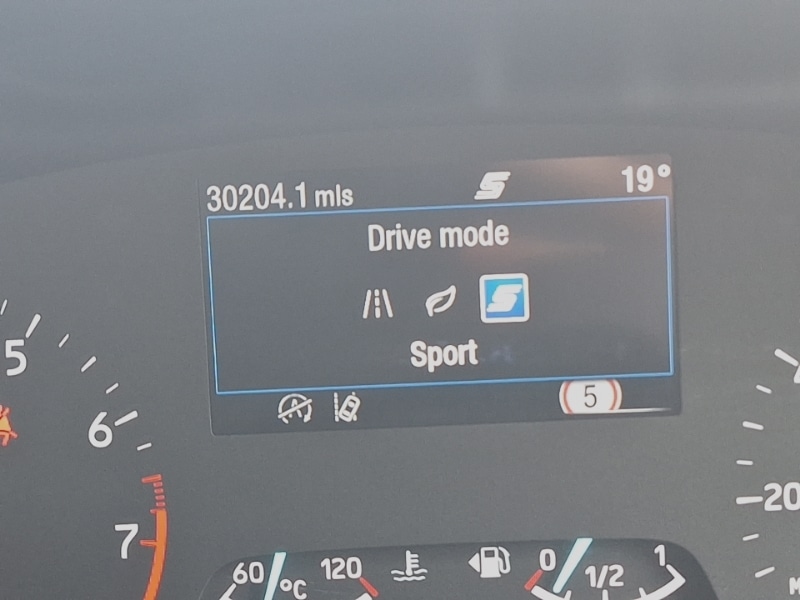 30204.1 mls S 19°
Drive mode
S
Sport
A 5
5
6
7
20
60 °C 120 0 1/2 1